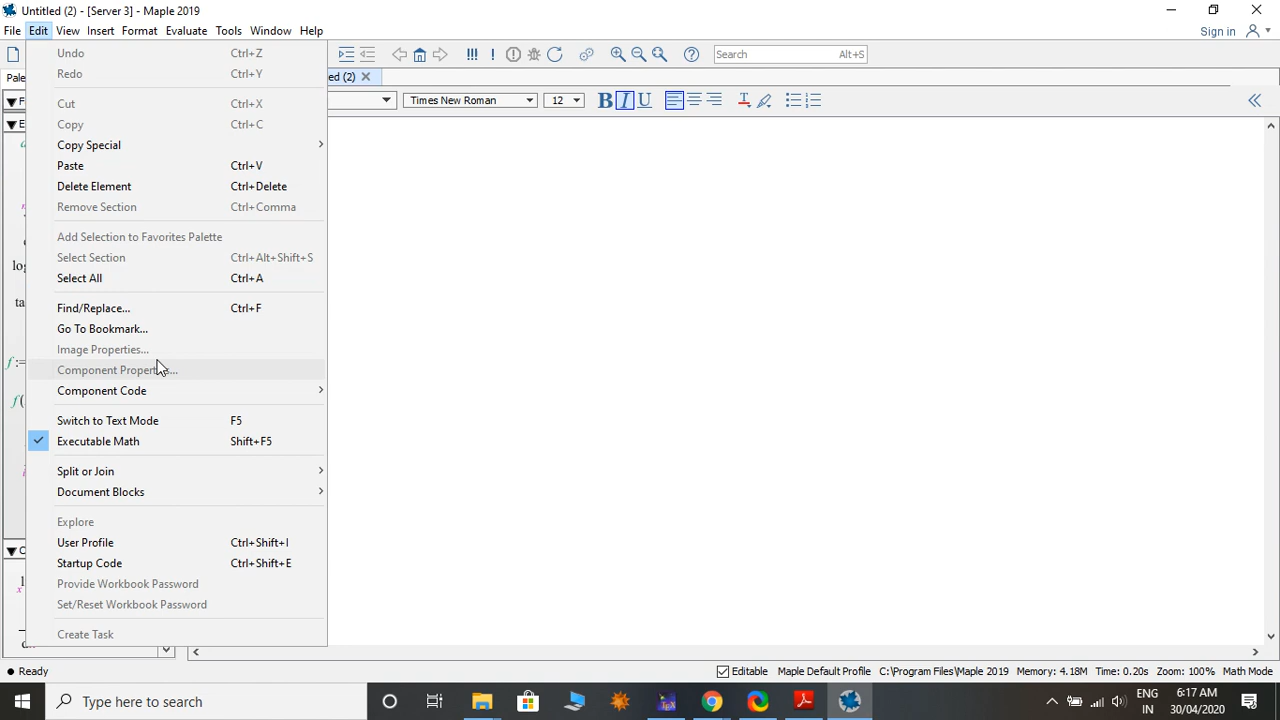 Untitled (2) - [Server 3] - Maple 2019
File Edit View Insert Format Evaluate Tools Window Help
Sign in
Search Alt+S
ed (2)
Times New Roman 12 B I U
Undo Ctrl+Z
Redo Ctrl+Y
Cut Ctrl+X
Copy Ctrl+C
Copy Special
Paste Ctrl+V
Delete Element Ctrl+Delete
Remove Section Ctrl+Comma
Add Selection to Favorites Palette
Select Section Ctrl+Alt+Shift+S
Select All Ctrl+A
Find/Replace... Ctrl+F
Go To Bookmark...
Image Properties...
Component Code
Switch to Text Mode F5
Executable Math Shift+F5
Split or Join
Document Blocks
Explore
User Profile Ctrl+Shift+I
Startup Code Ctrl+Shift+E
Provide Workbook Password
Set/Reset Workbook Password
Create Task
Pale
log
f :=
Ready
Editable Maple Default Profile C:\Program Files\Maple 2019 Memory: 4.18M Time: 0.20s Zoom: 100% Math Mode
Type here to search
ENG 6:17 AM
IN 30/04/2020